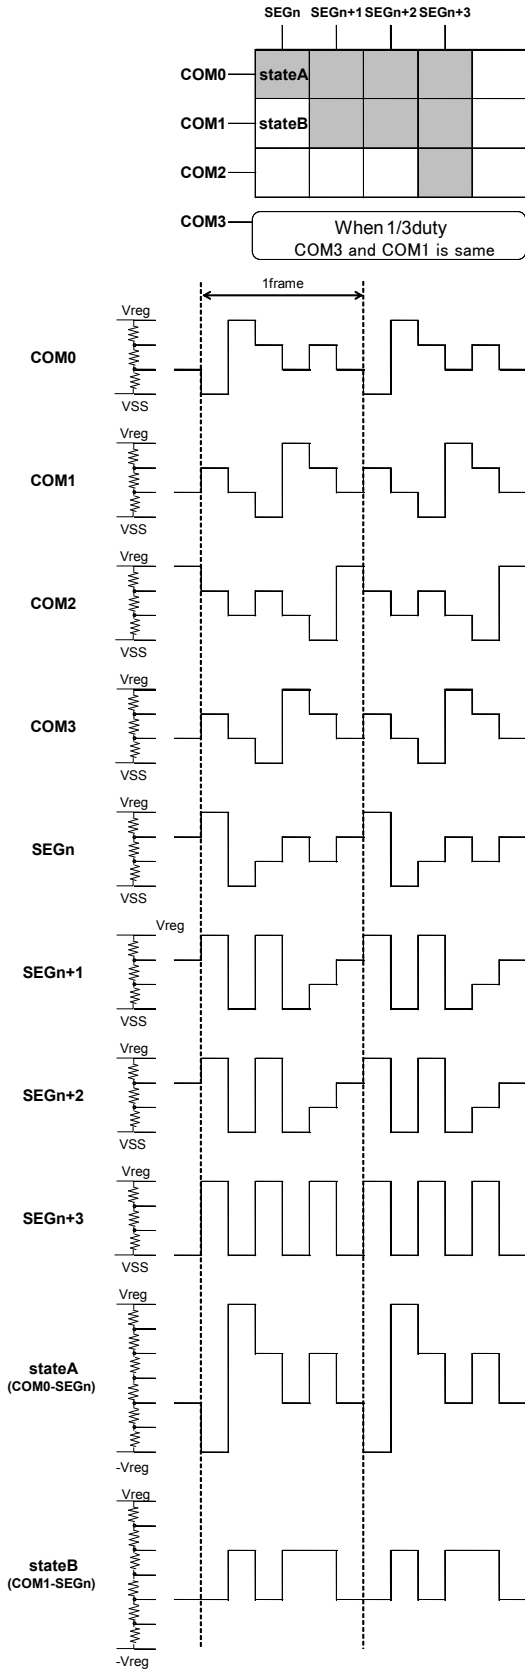 SEGn SEGn+1 SEGn+2 SEGn+3
COM0 stateA
COM1 stateB
COM2
COM3 When 1/3duty
COM3 and COM1 is same
1frame
Vreg
COM0
VSS
Vreg
COM1
VSS
Vreg
COM2
VSS
Vreg
COM3
VSS
Vreg
SEGn
VSS
Vreg
SEGn+1
VSS
Vreg
SEGn+2
VSS
Vreg
SEGn+3
VSS
Vreg
stateA
(COM0-SEGn)
-Vreg
Vreg
stateB
(COM1-SEGn)
-Vreg